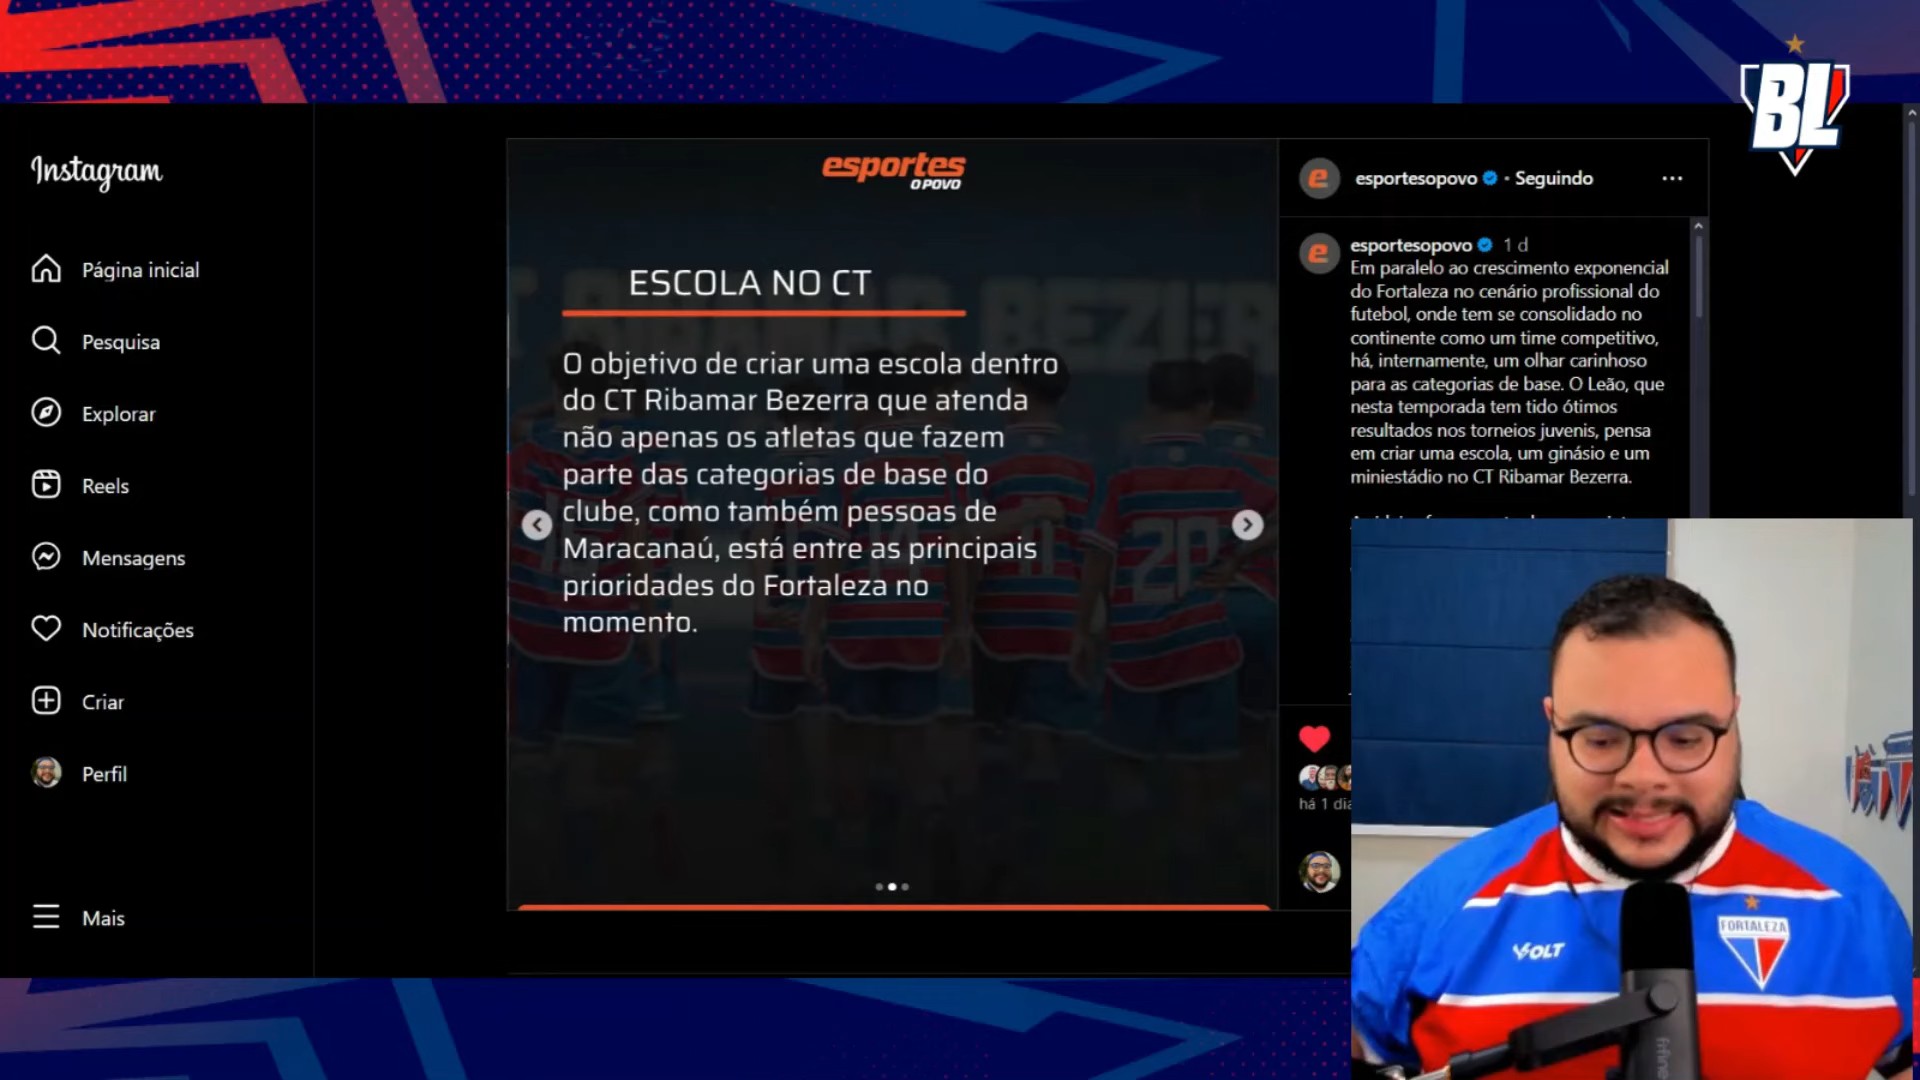 BL
Instagram
Página inicial
Pesquisa
Explorar
Reels
Mensagens
Notificações
Criar
Perfil
Mais
esportes
O POVO
ESCOLA NO CT
O objetivo de criar uma escola dentro
do CT Ribamar Bezerra que atenda
não apenas os atletas que fazem
parte das categorias de base do
clube, como também pessoas de
Maracanaú, está entre as principais
prioridades do Fortaleza no
momento.
RIBAMAR BEZER
20
11
esportesopovo • Seguindo
esportesopovo 1 d
Em paralelo ao crescimento exponencial
do Fortaleza no cenário profissional do
futebol, onde tem se consolidado no
continente como um time competitivo,
há, internamente, um olhar carinhoso
para as categorias de base. O Leão, que
nesta temporada tem tido ótimos
resultados nos torneios juvenis, pensa
em criar uma escola, um ginásio e um
miniestádio no CT Ribamar Bezerra.
há 1 dia
VOLT
FORTALEZA
fifine